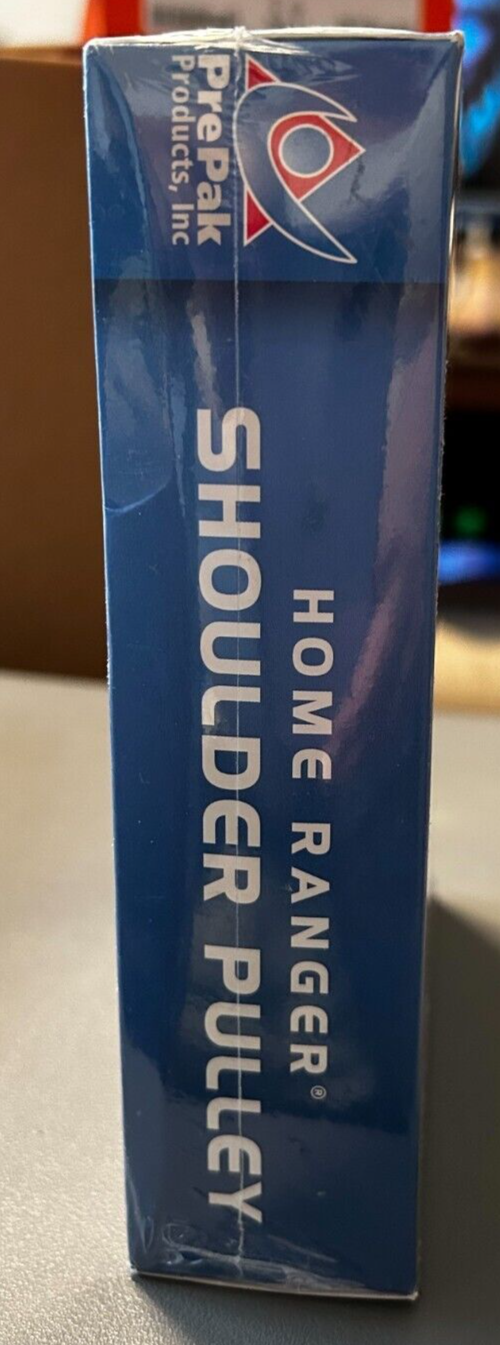 PrePak
Products, Inc
HOME RANGER®
SHOULDER PULLEY